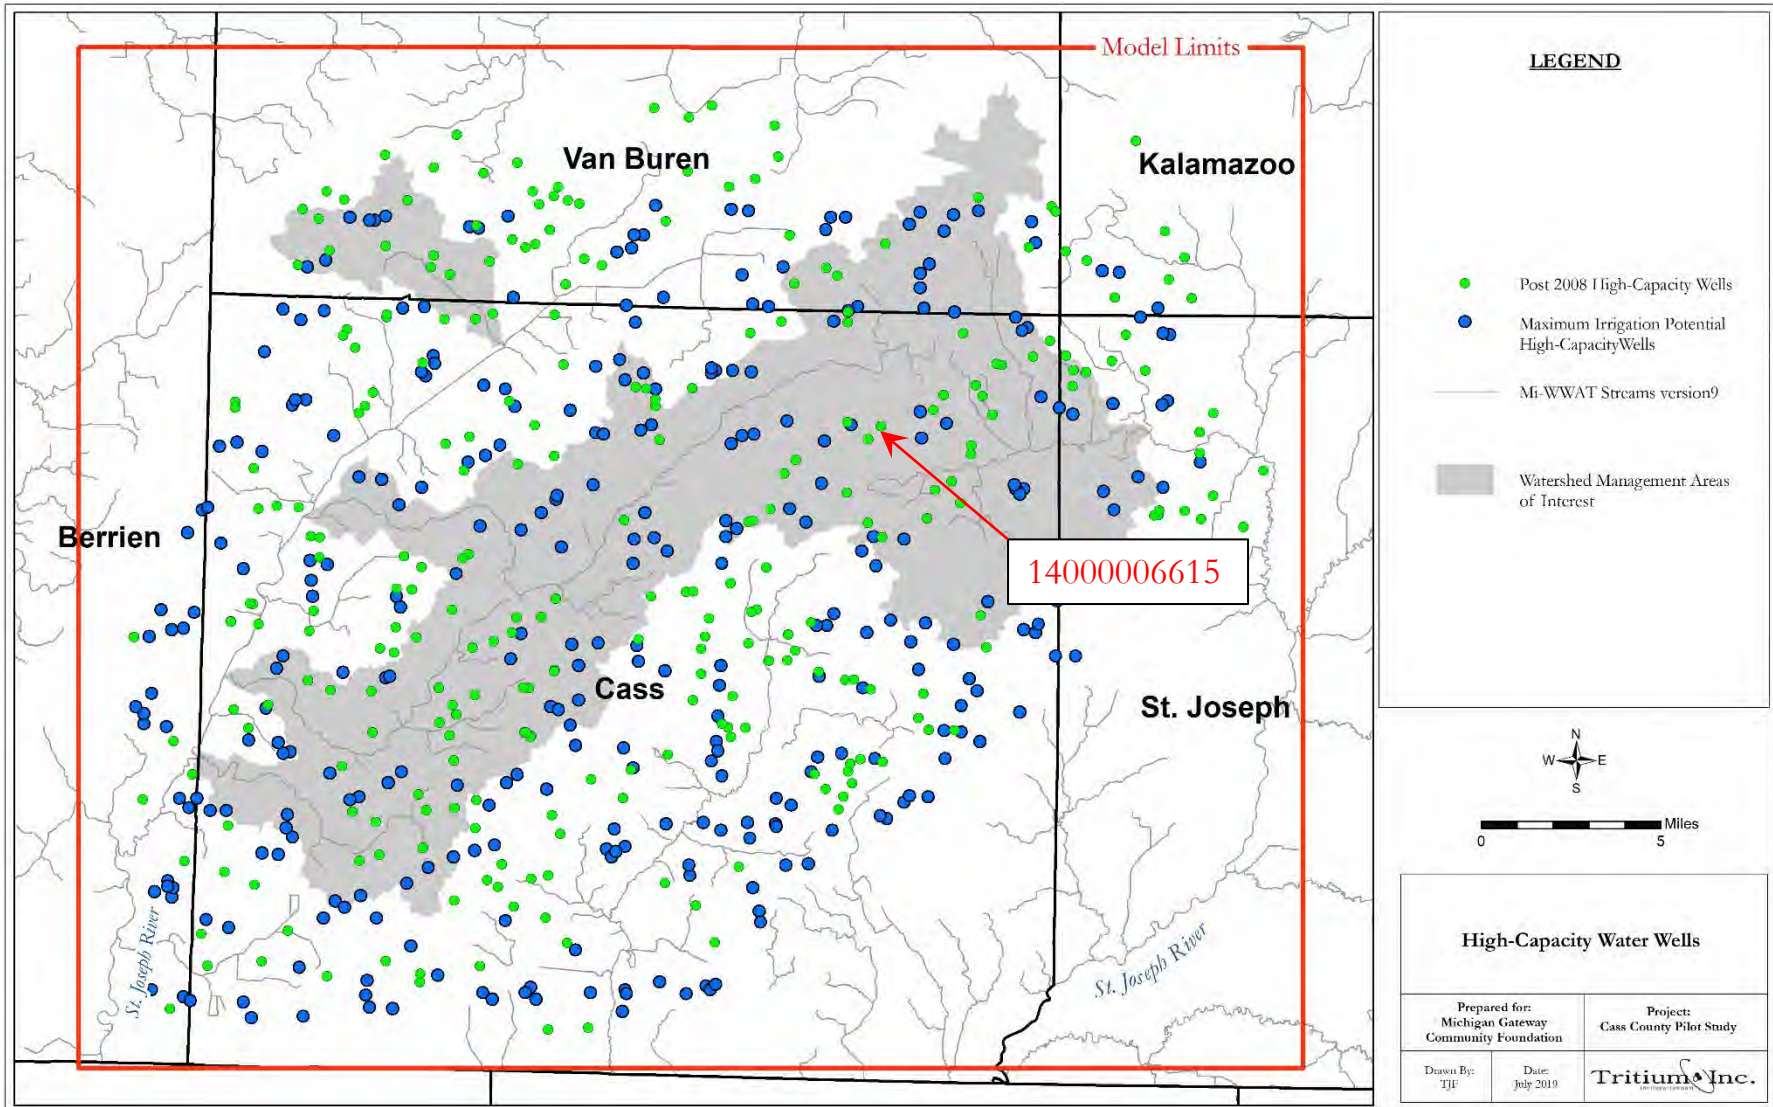 Model Limits
Van Buren
Kalamazoo
Berrien
14000006615
Cass
St. Joseph
St. Joseph River
St. Joseph River
LEGEND
Post 2008 High-Capacity Wells
Maximum Irrigation Potential
High-CapacityWells
Mi-WWAT Streams version9
Watershed Management Areas
of Interest
N
W E
S
Miles
0 5
High-Capacity Water Wells
Prepared for:
Michigan Gateway
Community Foundation
Project:
Cass County Pilot Study
Drawn By:
TJF
Date:
July 2019
Tritium Inc.